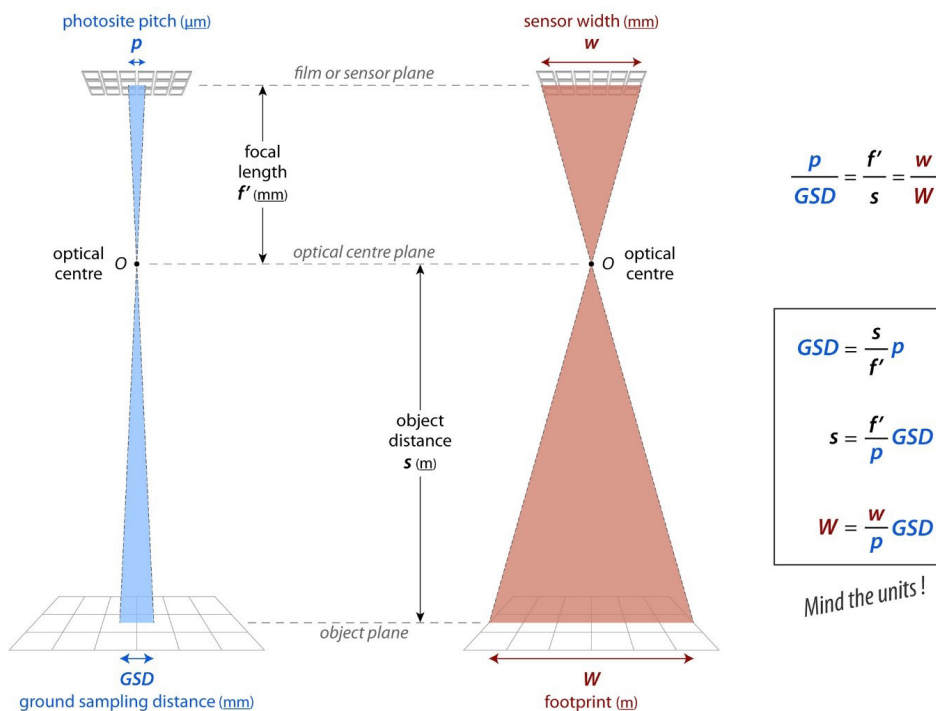 photosite pitch (µm)
p
sensor width (mm)
w
film or sensor plane
focal
length
f′ (mm)
optical
centre
O
optical centre plane
O
optical
centre
object
distance
s (m)
object plane
GSD
ground sampling distance (mm)
W
footprint (m)
p/GSD = f′/s = w/W
GSD = s/f′ p
s = f′/p GSD
W = w/p GSD
Mind the units !